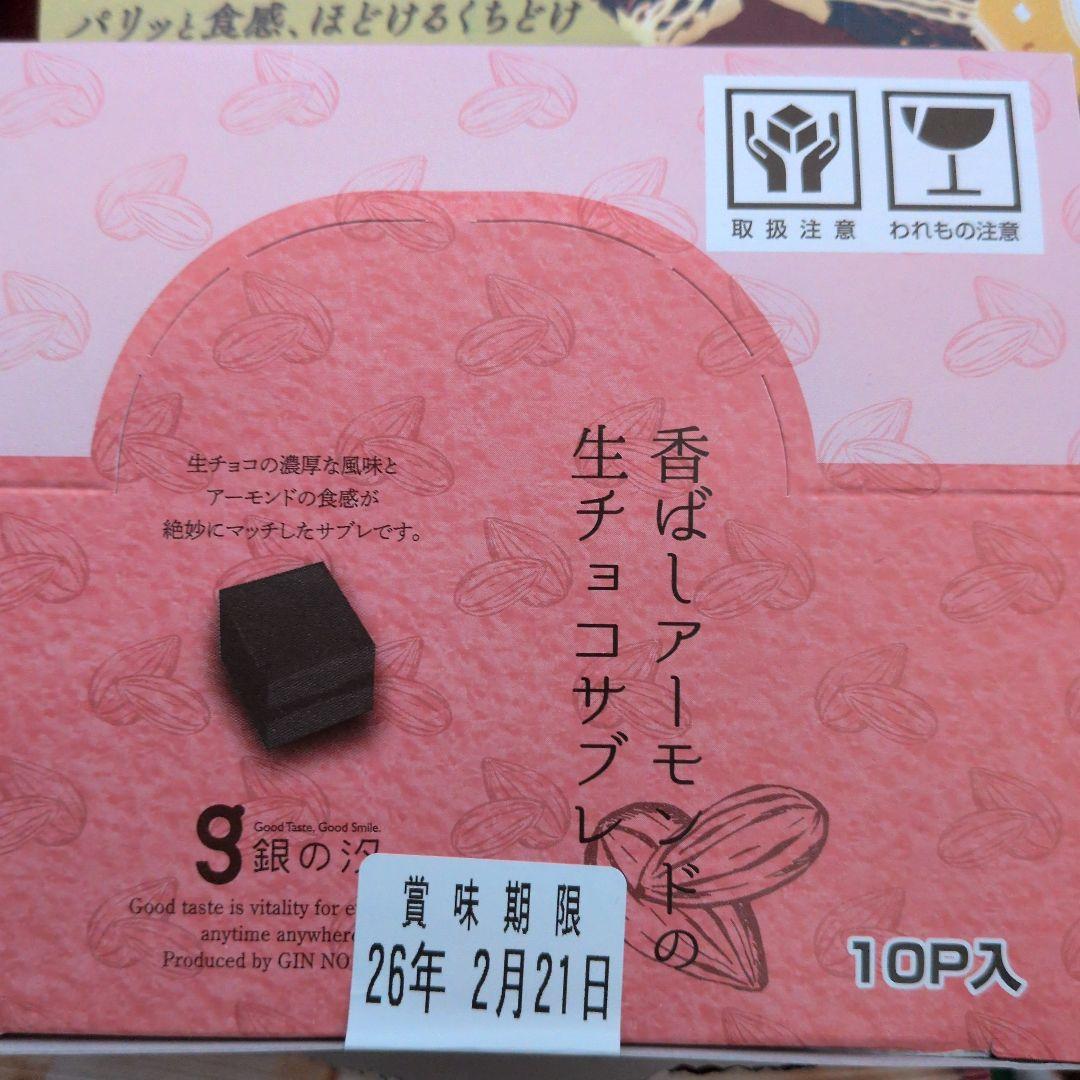 パリッと食感、ほどけるくちどけ
取扱注意
われもの注意
香ばしアーモンドの
生チョコサブレ
生チョコの濃厚な風味と
アーモンドの食感が
絶妙にマッチしたサブレです。
g
Good Taste, Good Smile.
銀の汐
Good taste is vitality for
anytime
Produced by GIN NO
賞味期限
26年 2月21日
10P入